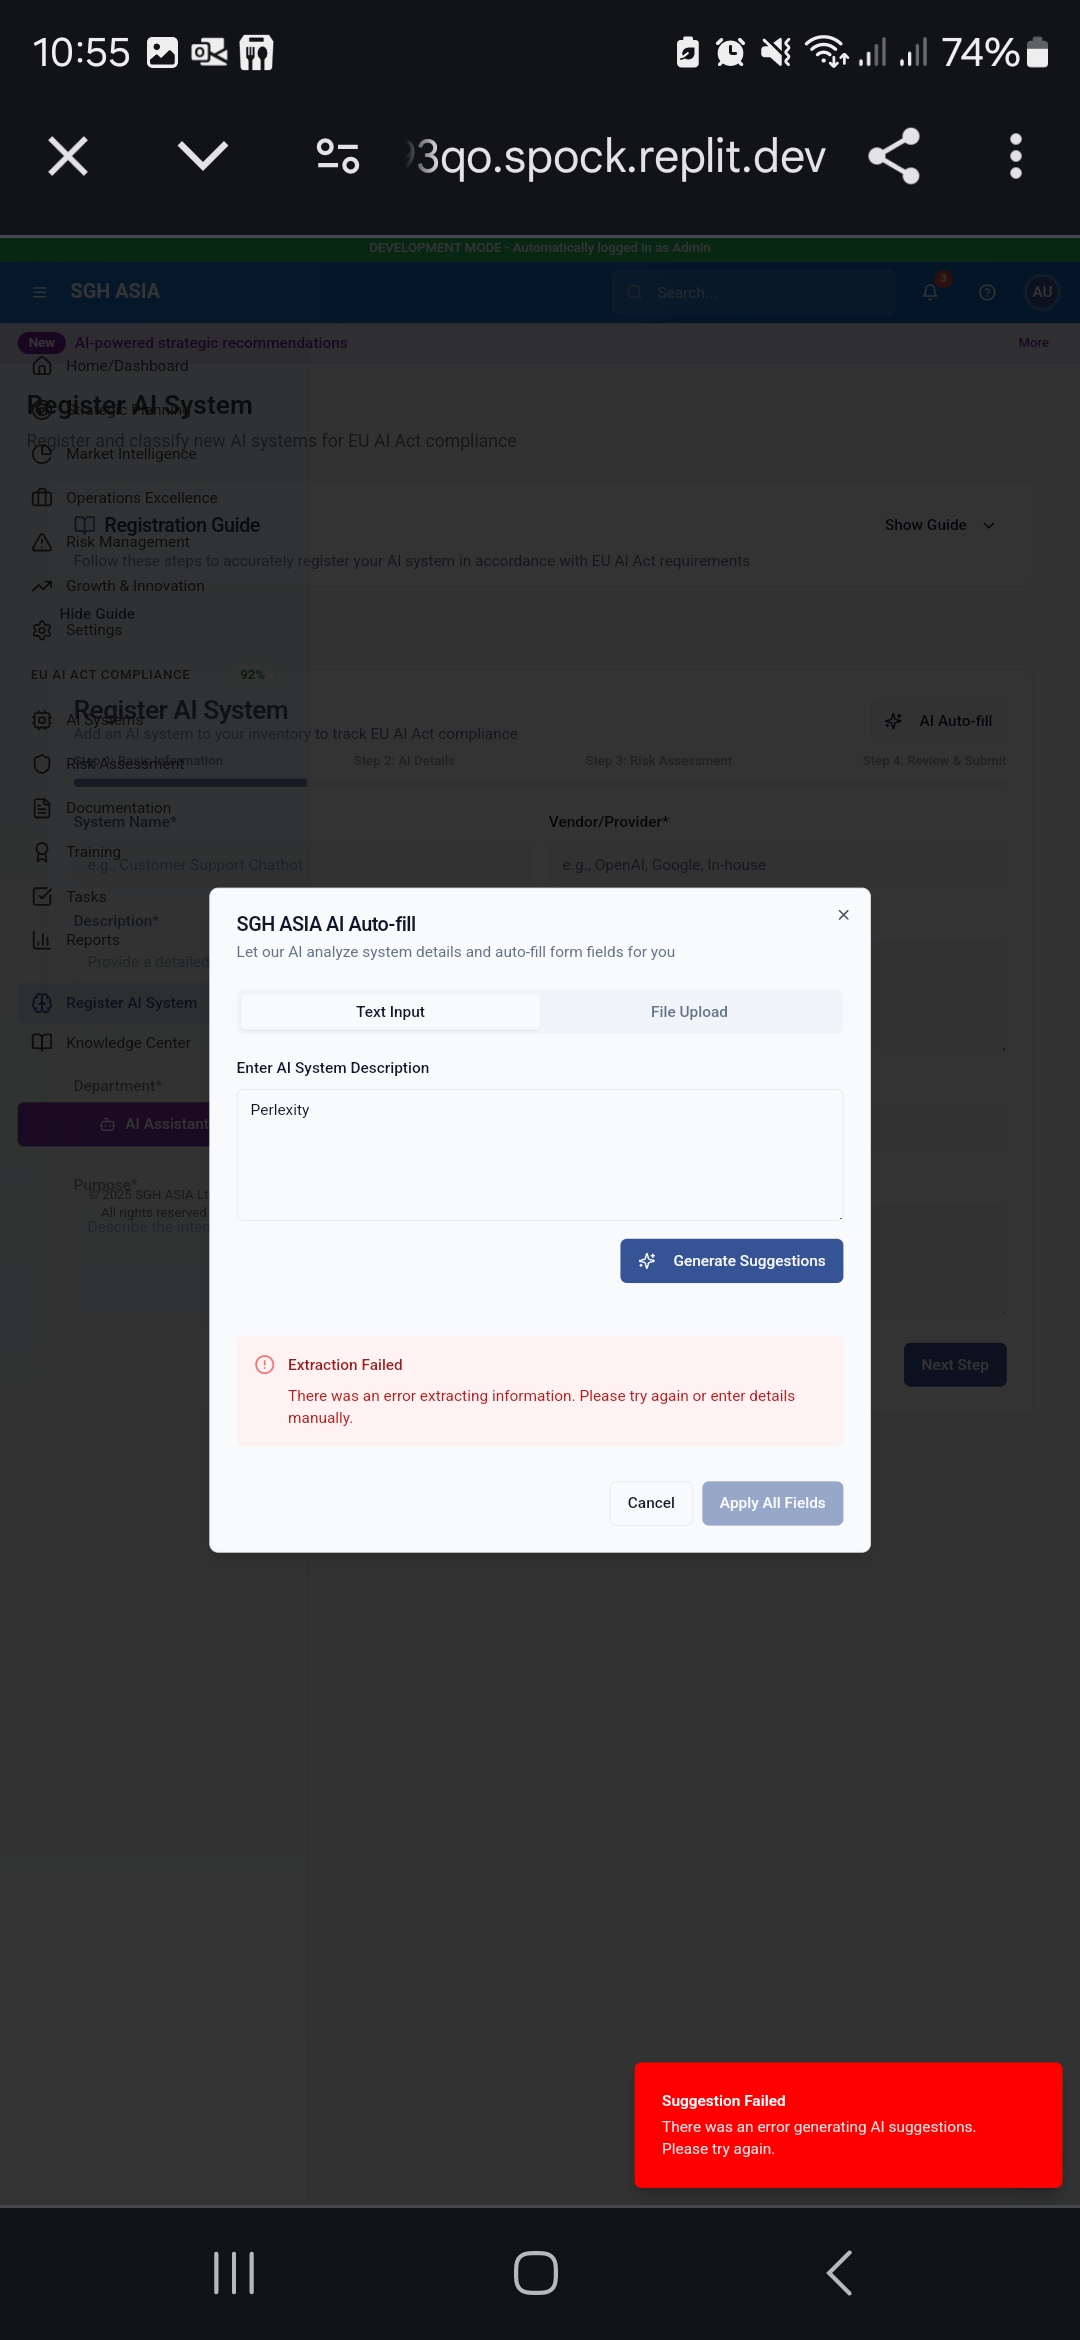 10:55
74%
93qo.spock.replit.dev
DEVELOPMENT MODE - Automatically logged in as Admin
SGH ASIA
Search...
3
AU
New AI-powered strategic recommendations
More
Home/Dashboard
Register AI System
Strategic Planning
Register and classify new AI systems for EU AI Act compliance
Market Intelligence
Operations Excellence
Registration Guide
Show Guide
Risk Management
Follow these steps to accurately register your AI system in accordance with EU AI Act requirements
Growth & Innovation
Hide Guide
Settings
EU AI ACT COMPLIANCE 92%
Register AI System
AI Systems
AI Auto-fill
Add an AI system to your inventory to track EU AI Act compliance
Step 1: Basic Information
Step 2: AI Details
Step 3: Risk Assessment
Step 4: Review & Submit
Risk Assessment
Documentation
System Name*
Vendor/Provider*
Training
e.g., Customer Support Chatbot
e.g., OpenAI, Google, In-house
Tasks
Description*
Reports
Provide a detailed
Register AI System
Knowledge Center
Department*
AI Assistant
Purpose*
© 2025 SGH ASIA Lt
All rights reserved
Describe the inter
SGH ASIA AI Auto-fill
Let our AI analyze system details and auto-fill form fields for you
Text Input
File Upload
Enter AI System Description
Perlexity
Generate Suggestions
Extraction Failed
There was an error extracting information. Please try again or enter details
manually.
Next Step
Cancel
Apply All Fields
Suggestion Failed
There was an error generating AI suggestions.
Please try again.